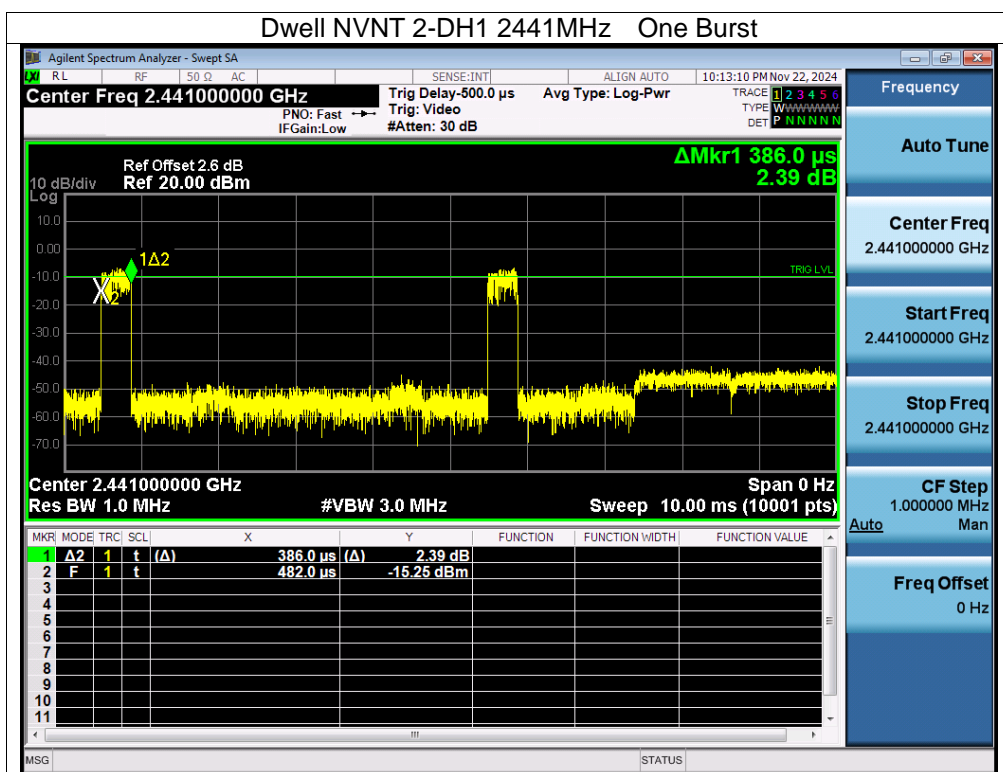 Dwell NVNT 2-DH1 2441MHz One Burst
Agilent Spectrum Analyzer - Swept SA
LXI RL RF 50 Ω AC SENSE:INT ALIGN AUTO 10:13:10 PM Nov 22, 2024
Center Freq 2.441000000 GHz
PNO: Fast
IFGain:Low
Trig Delay-500.0 µs
Trig: Video
#Atten: 30 dB
Avg Type: Log-Pwr
TRACE 1 2 3 4 5 6
TYPE WWWWWW
DET P N N N N N
ΔMkr1 386.0 µs
2.39 dB
Ref Offset 2.6 dB
10 dB/div Ref 20.00 dBm
Log
10.0
0.00
-10.0
-20.0
-30.0
-40.0
-50.0
-60.0
-70.0
1Δ2
2
TRIG LVL
Center 2.441000000 GHz Span 0 Hz
Res BW 1.0 MHz #VBW 3.0 MHz Sweep 10.00 ms (10001 pts)
MKR MODE TRC SCL X Y FUNCTION FUNCTION WIDTH FUNCTION VALUE
1 Δ2 1 t (Δ) 386.0 µs (Δ) 2.39 dB
2 F 1 t 482.0 µs -15.25 dBm
3
4
5
6
7
8
9
10
11
MSG STATUS
Frequency
Auto Tune
Center Freq
2.441000000 GHz
Start Freq
2.441000000 GHz
Stop Freq
2.441000000 GHz
CF Step
1.000000 MHz
Auto Man
Freq Offset
0 Hz